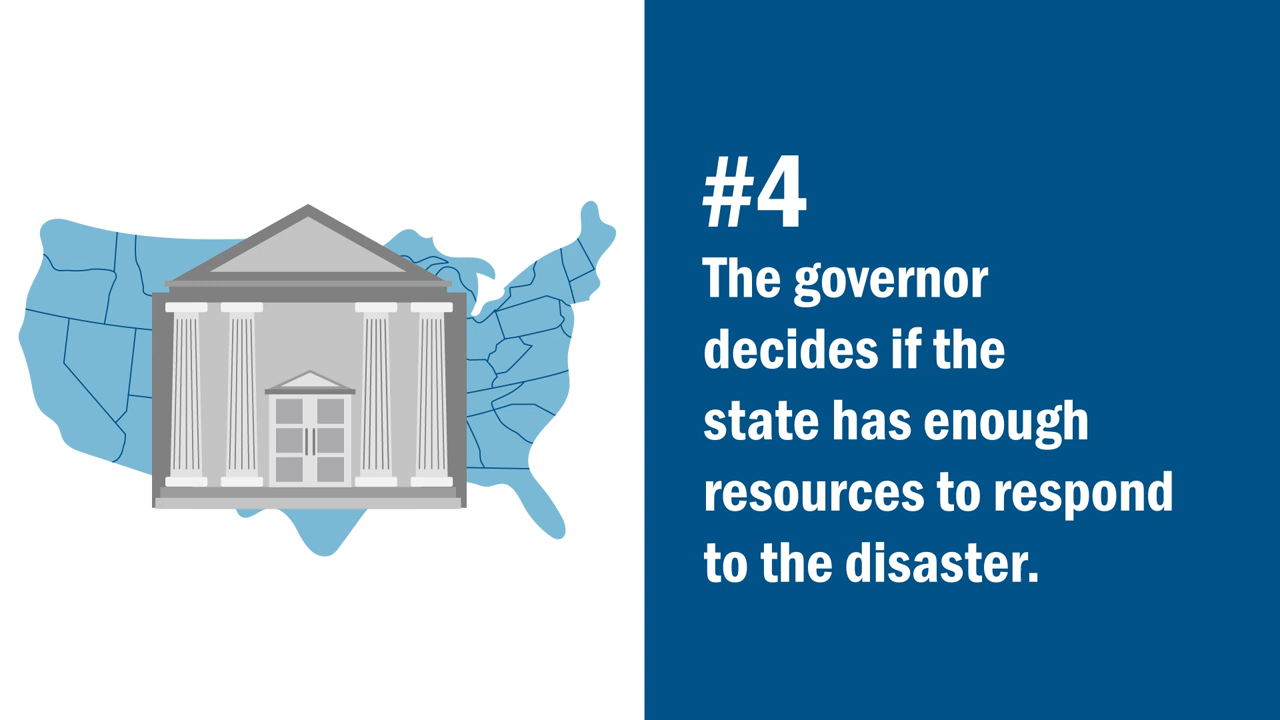 #4
The governor
decides if the
state has enough
resources to respond
to the disaster.